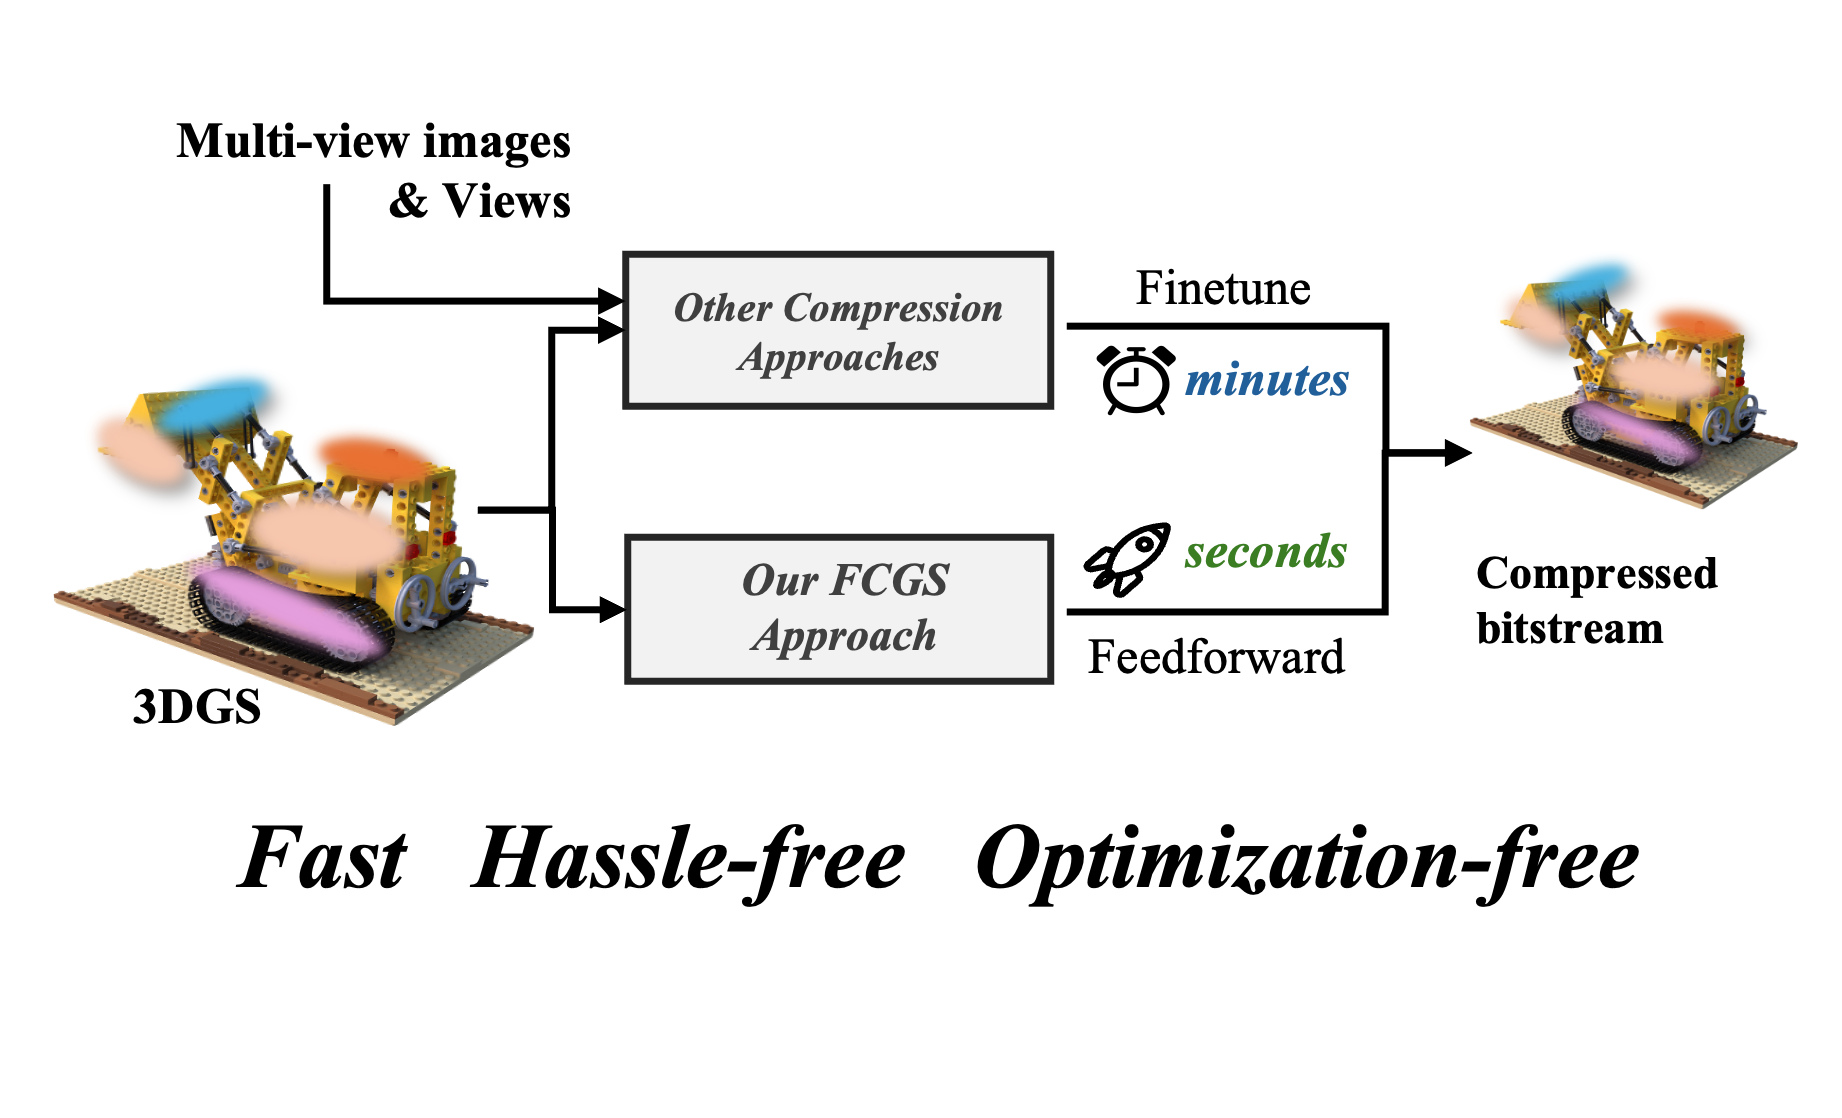 Multi-view images
& Views
Other Compression
Approaches
Finetune
minutes
3DGS
Our FCGS
Approach
seconds
Feedforward
Compressed
bitstream
Fast Hassle-free Optimization-free